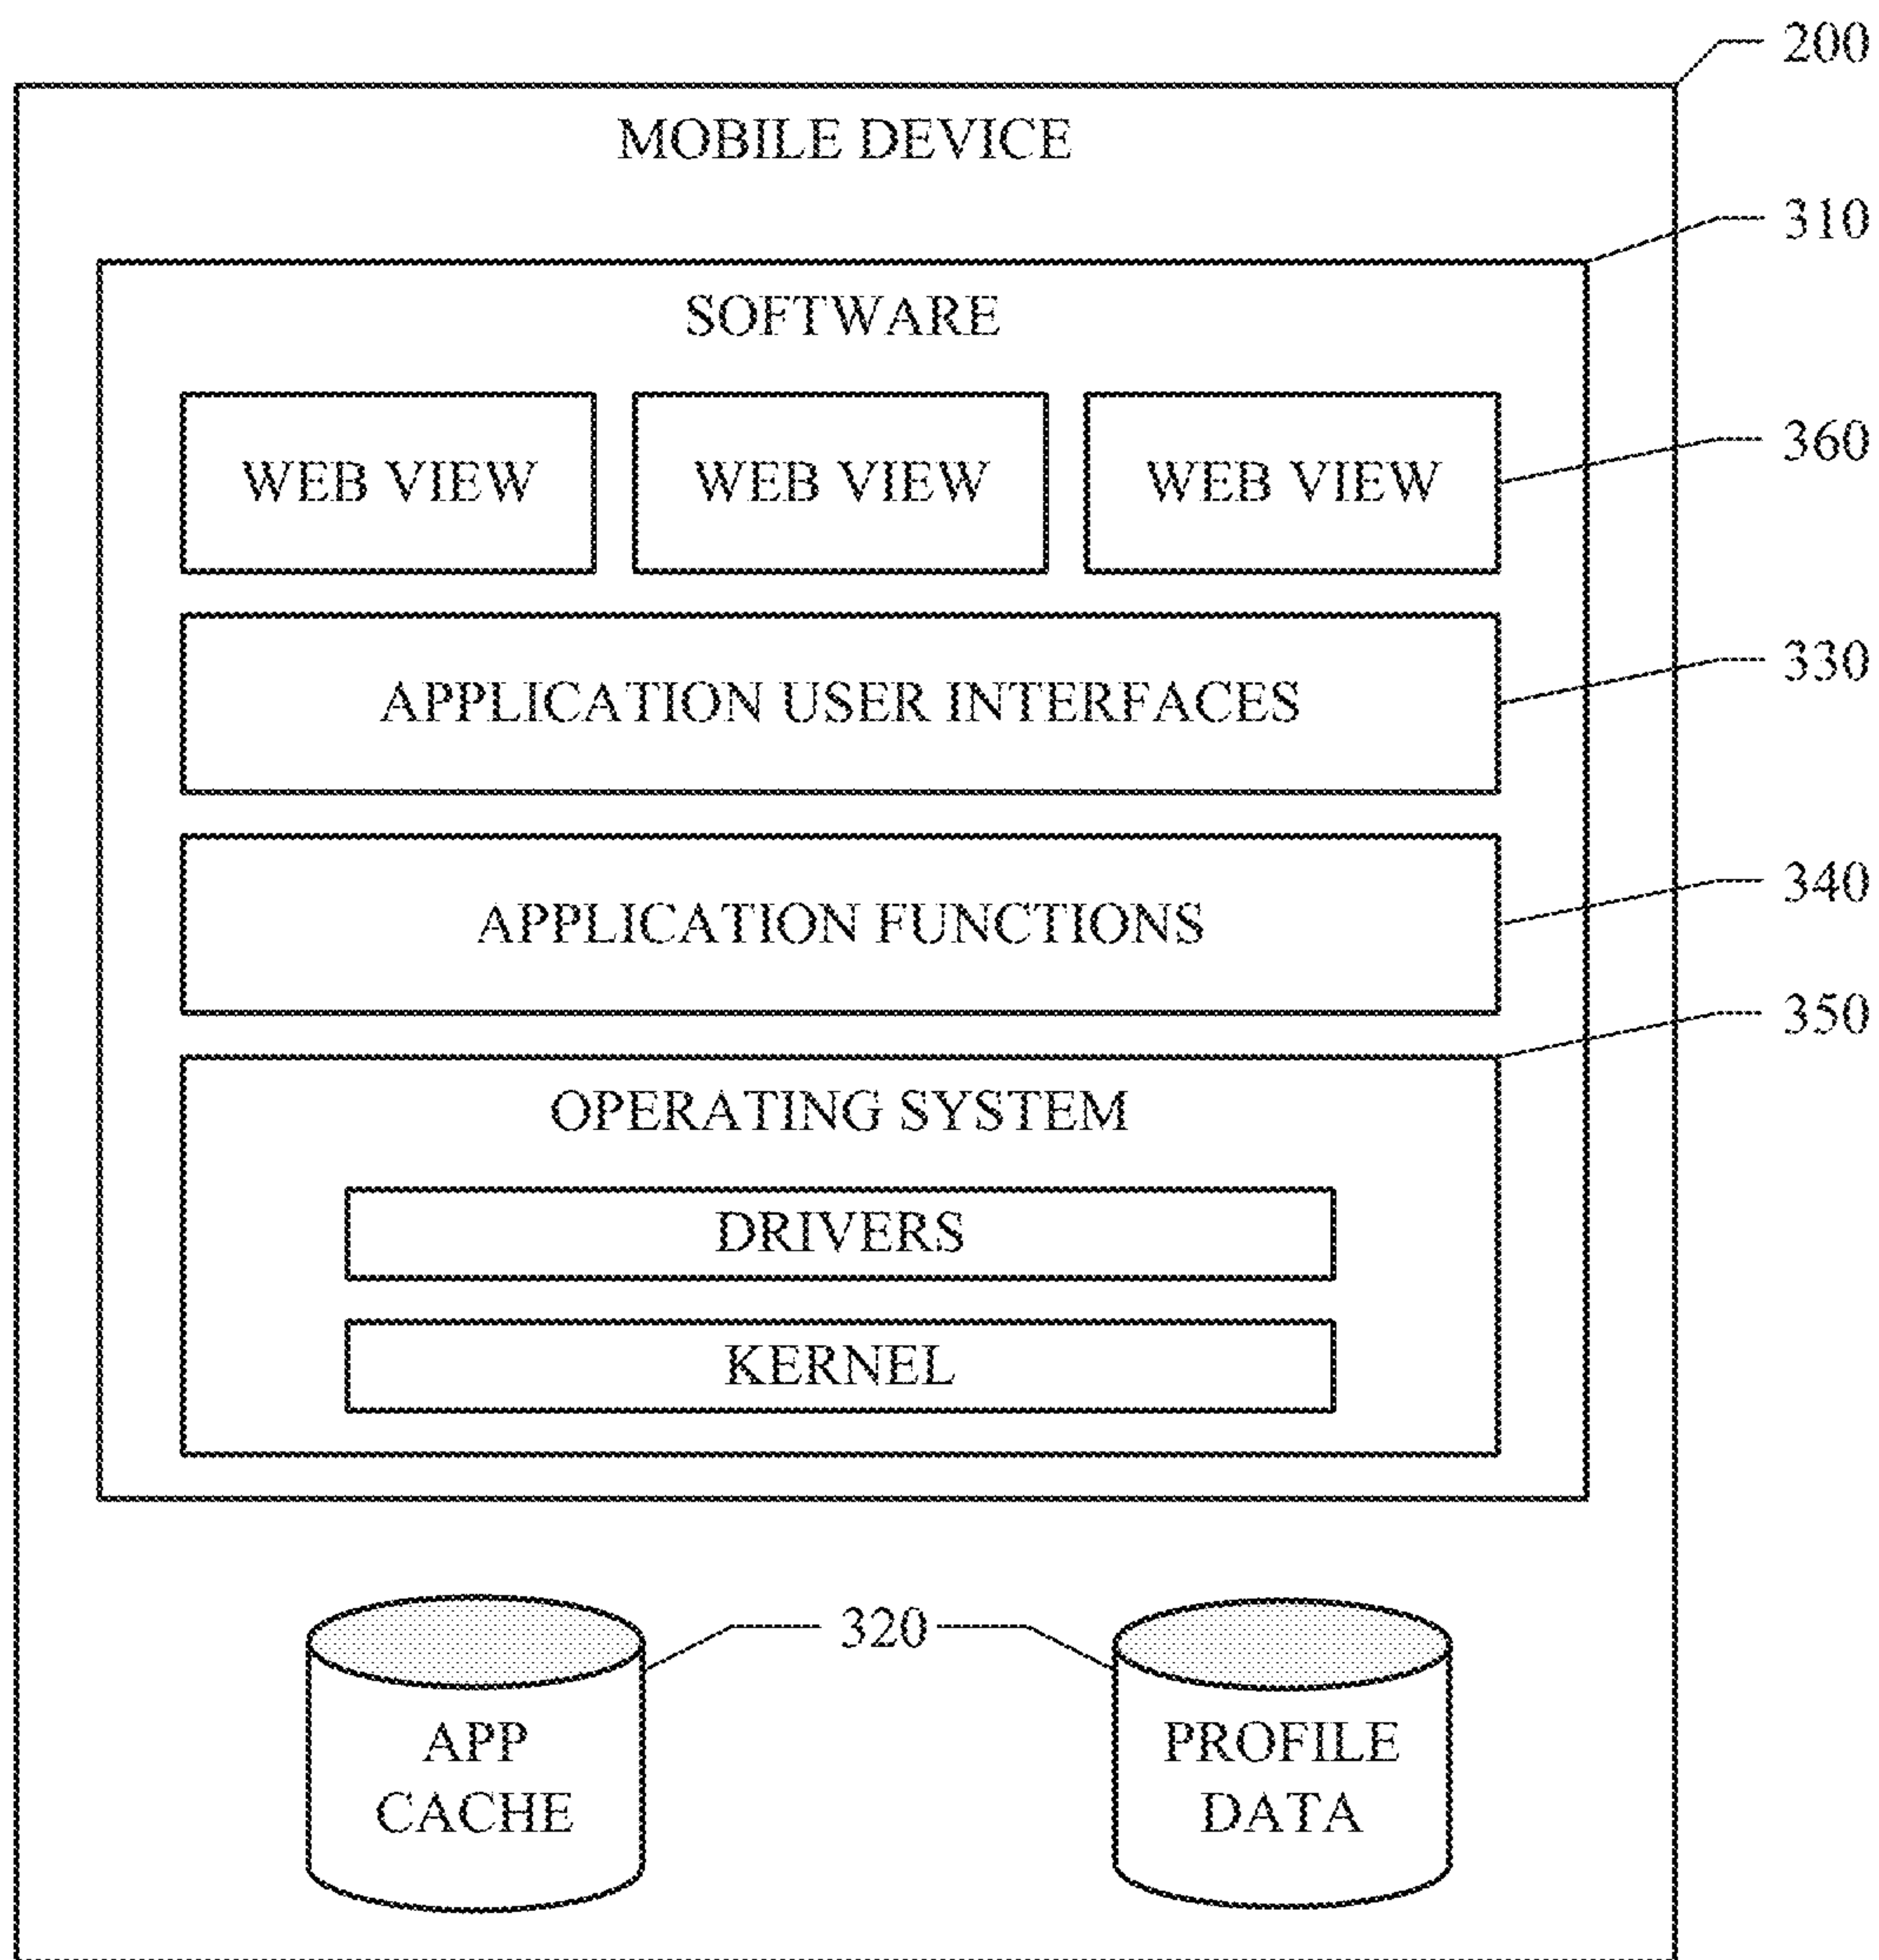 200
MOBILE DEVICE
310
SOFTWARE
360
WEB VIEW WEB VIEW WEB VIEW
330
APPLICATION USER INTERFACES
340
APPLICATION FUNCTIONS
350
OPERATING SYSTEM
DRIVERS
KERNEL
320
APP
CACHE
PROFILE
DATA